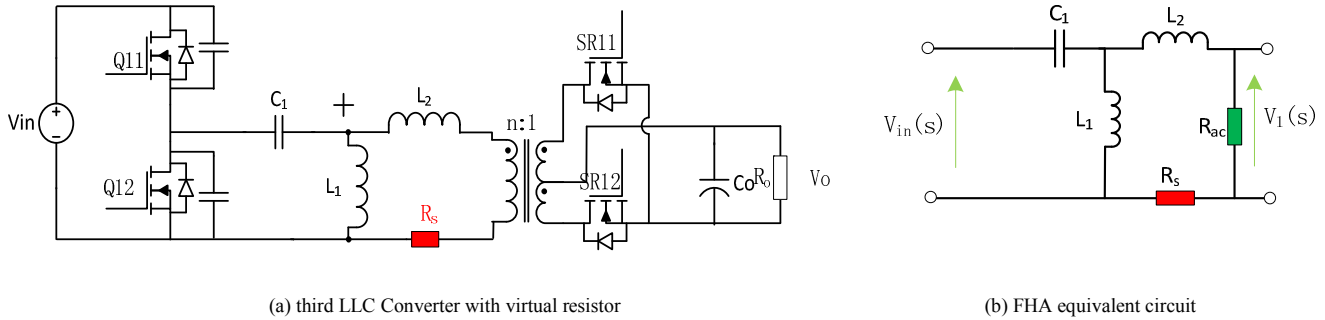 Q11
SR11
C1
L2
n:1
Vin
L1
Q12
SR12
Co
Ro
Vo
Rs
(a) third LLC Converter with virtual resistor
C1
L2
Vin(s)
L1
Rac
V1(s)
Rs
(b) FHA equivalent circuit